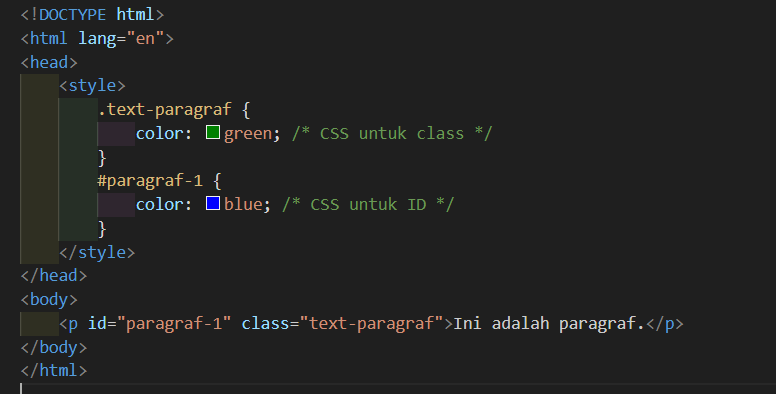 <!DOCTYPE html>
<html lang="en">
<head>
    <style>
        .text-paragraf {
            color: green; /* CSS untuk class */
        }
        #paragraf-1 {
            color: blue; /* CSS untuk ID */
        }
    </style>
</head>
<body>
    <p id="paragraf-1" class="text-paragraf">Ini adalah paragraf.</p>
</body>
</html>